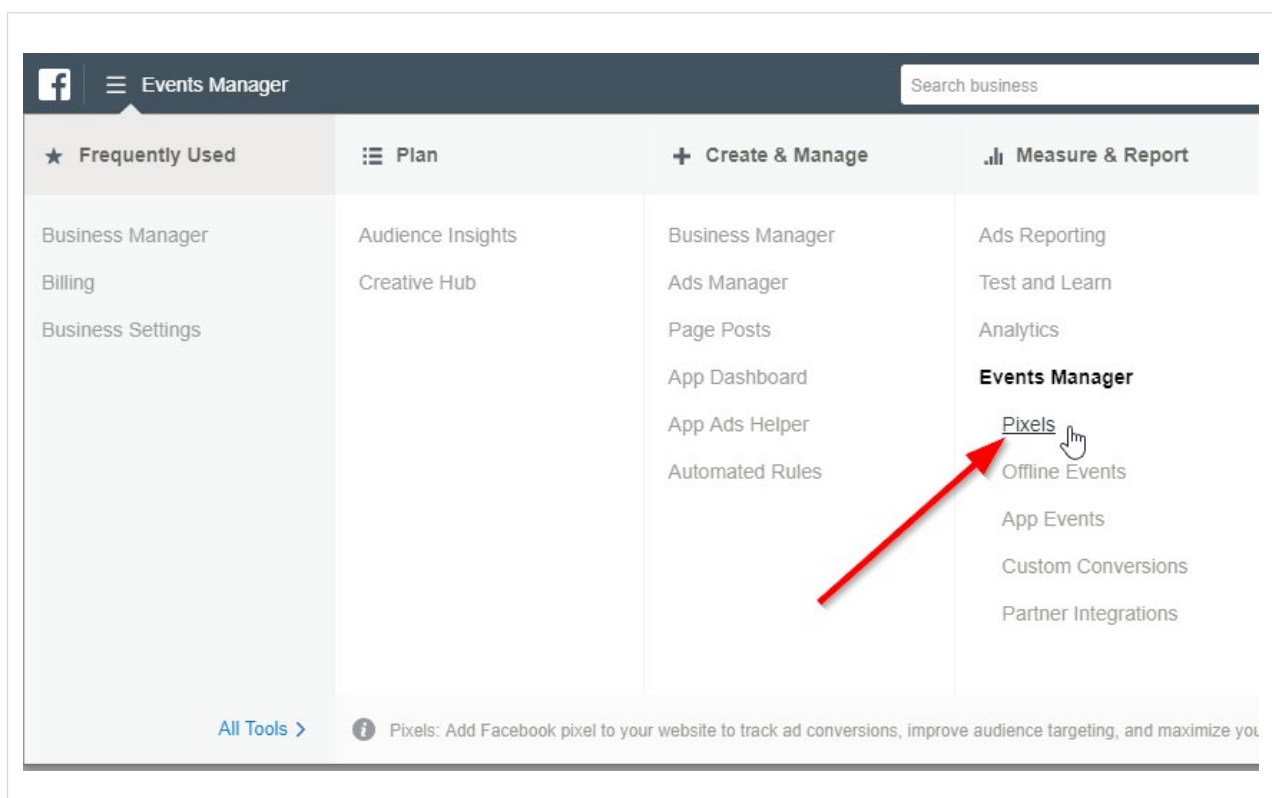 Events Manager
Search business
Frequently Used
Business Manager
Billing
Business Settings
All Tools >
Plan
Audience Insights
Creative Hub
Create & Manage
Business Manager
Ads Manager
Page Posts
App Dashboard
App Ads Helper
Automated Rules
Measure & Report
Ads Reporting
Test and Learn
Analytics
Events Manager
Pixels
Offline Events
App Events
Custom Conversions
Partner Integrations
Pixels: Add Facebook pixel to your website to track ad conversions, improve audience targeting, and maximize